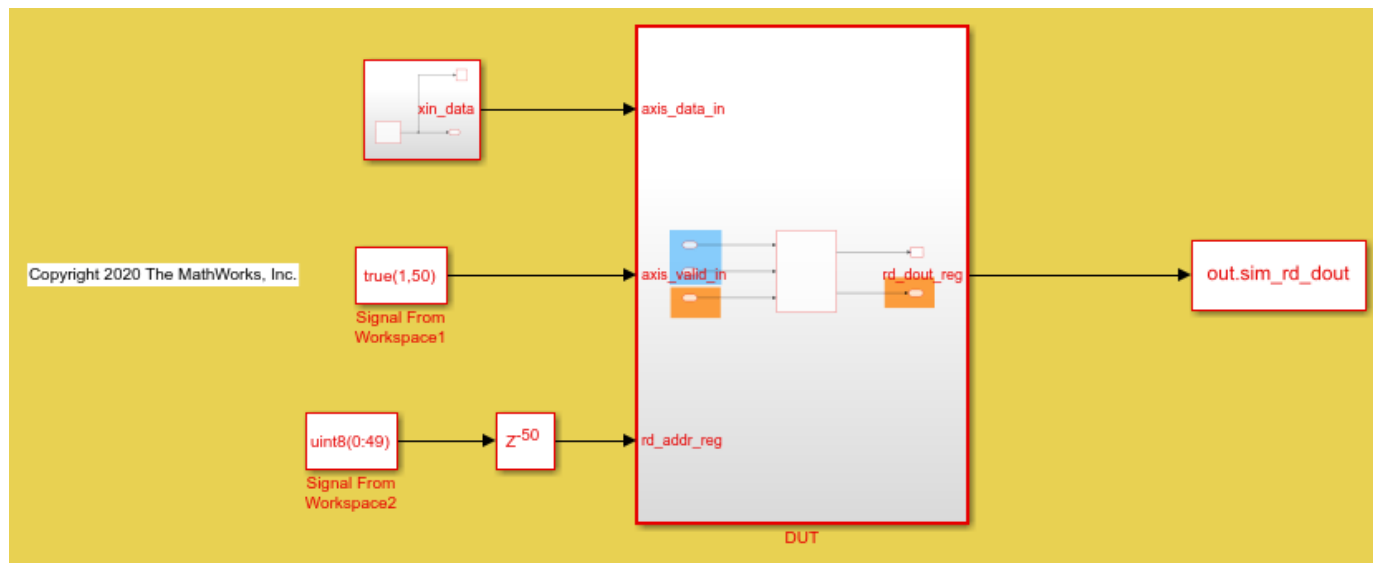 xin_data
axis_data_in
Copyright 2020 The MathWorks, Inc.
true(1,50)
Signal From
Workspace1
axis_valid_in
rd_dout_reg
out.sim_rd_dout
uint8(0:49)
Signal From
Workspace2
Z-50
rd_addr_reg
DUT